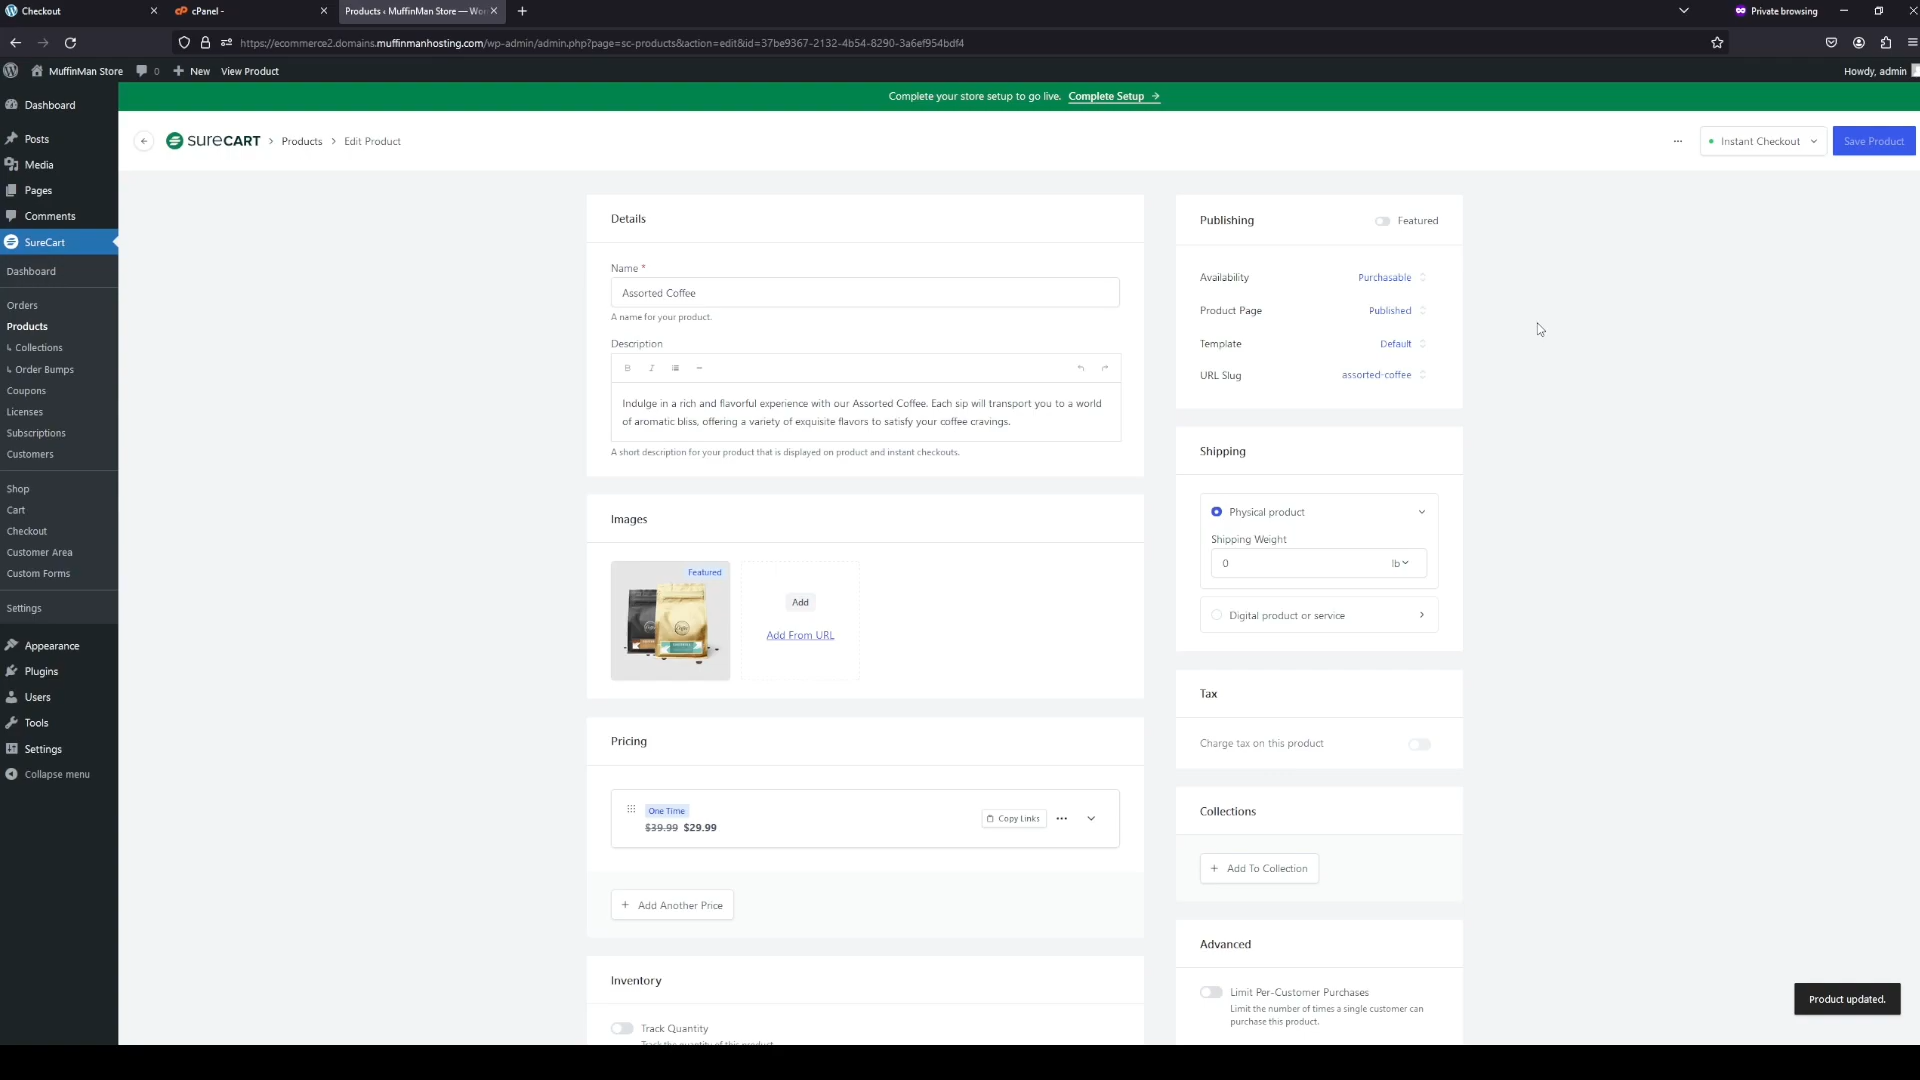 Checkout
cPanel -
Products ‹ MuffinMan Store — Wo
Private browsing
https://ecommerce2.domains.muffinmanhosting.com/wp-admin/admin.php?page=sc-products&action=edit&id=37be9367-2132-4b54-8290-3a6ef954bdf4
MuffinMan Store
0
New
View Product
Howdy, admin
Complete your store setup to go live. Complete Setup →
Dashboard
Posts
Media
Pages
Comments
SureCart
Dashboard
Orders
Products
↳ Collections
↳ Order Bumps
Coupons
Licenses
Subscriptions
Customers
Shop
Cart
Checkout
Customer Area
Custom Forms
Settings
Appearance
Plugins
Users
Tools
Settings
Collapse menu
SURECART > Products > Edit Product
Instant Checkout
Save Product
Details
Name *
Assorted Coffee
A name for your product.
Description
B I
Indulge in a rich and flavorful experience with our Assorted Coffee. Each sip will transport you to a world
of aromatic bliss, offering a variety of exquisite flavors to satisfy your coffee cravings.
A short description for your product that is displayed on product and instant checkouts.
Images
Featured
Add
Add From URL
Pricing
One Time
$39.99 $29.99
Copy Links
+ Add Another Price
Inventory
Track Quantity
Track the quantity of this product.
Publishing
Featured
Availability
Purchasable
Product Page
Published
Template
Default
URL Slug
assorted-coffee
Shipping
Physical product
Shipping Weight
0
lb
Digital product or service
Tax
Charge tax on this product
Collections
+ Add To Collection
Advanced
Limit Per-Customer Purchases
Limit the number of times a single customer can
purchase this product.
Product updated.